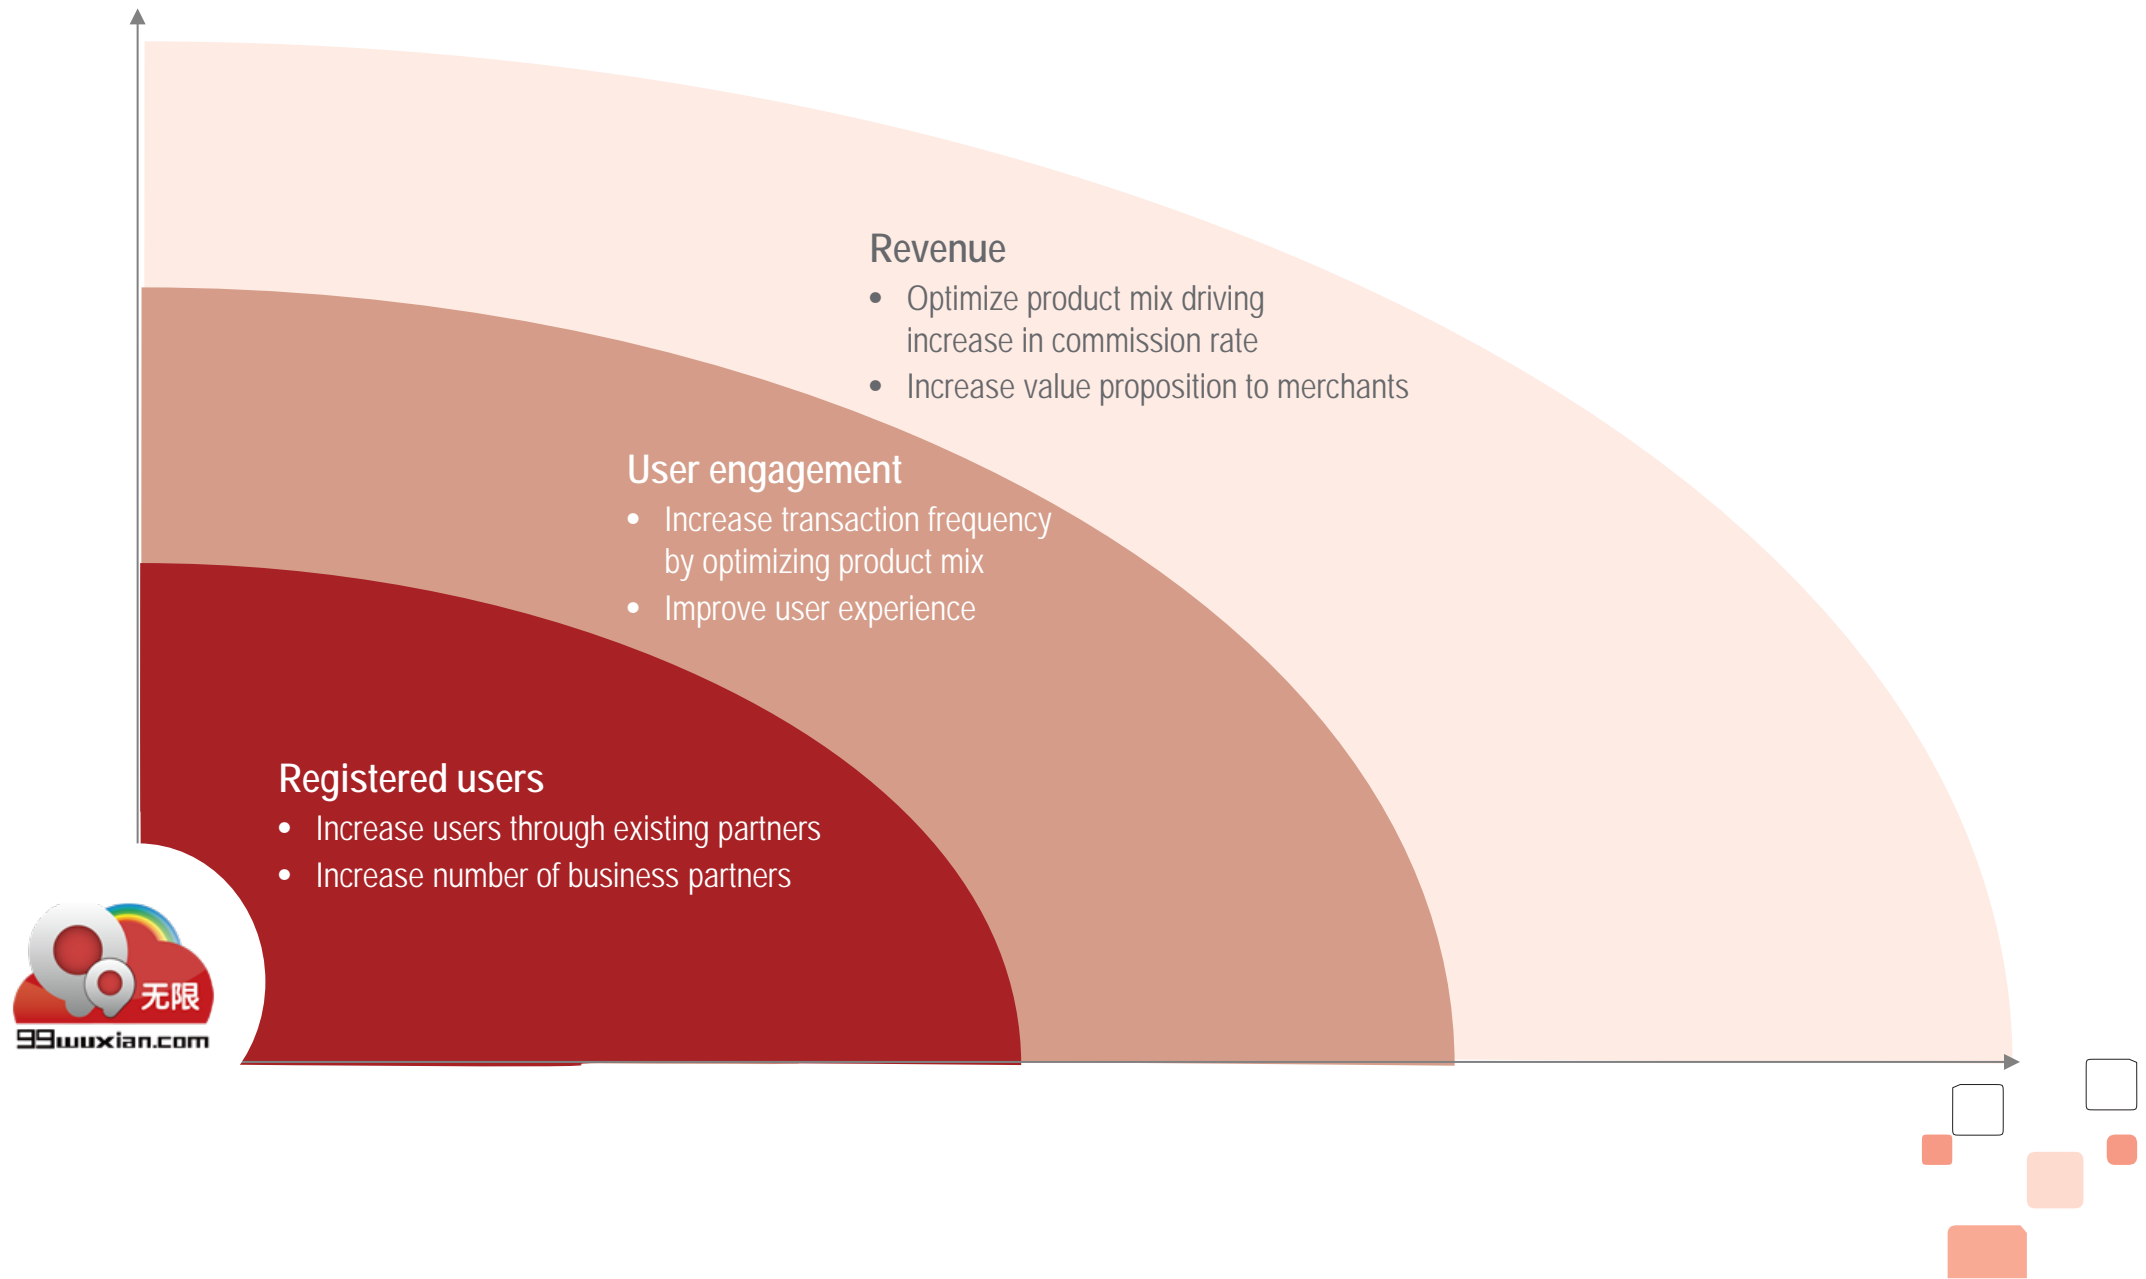 Revenue
• Optimize product mix driving
increase in commission rate
• Increase value proposition to merchants
User engagement
• Increase transaction frequency
by optimizing product mix
• Improve user experience
Registered users
• Increase users through existing partners
• Increase number of business partners
无限
99wuxian.com